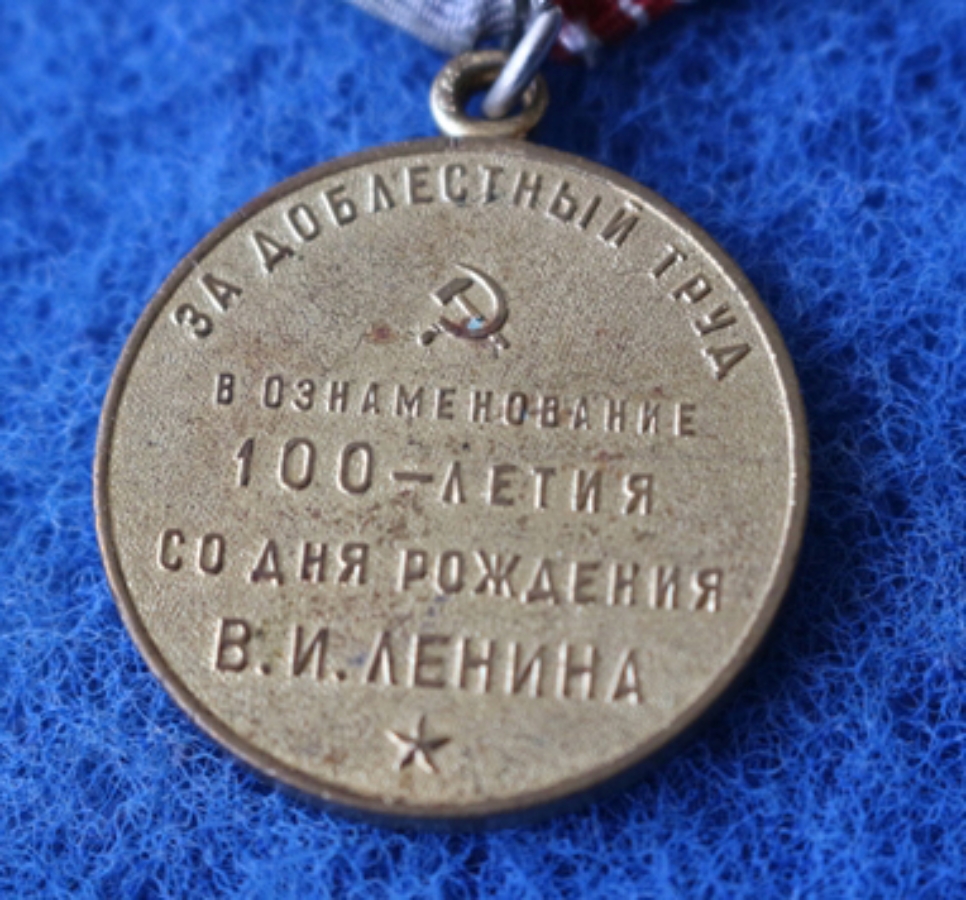 ЗА ДОБЛЕСТНЫЙ ТРУД
В ОЗНАМЕНОВАНИЕ
100-ЛЕТИЯ
СО ДНЯ РОЖДЕНИЯ
В.И.ЛЕНИНА